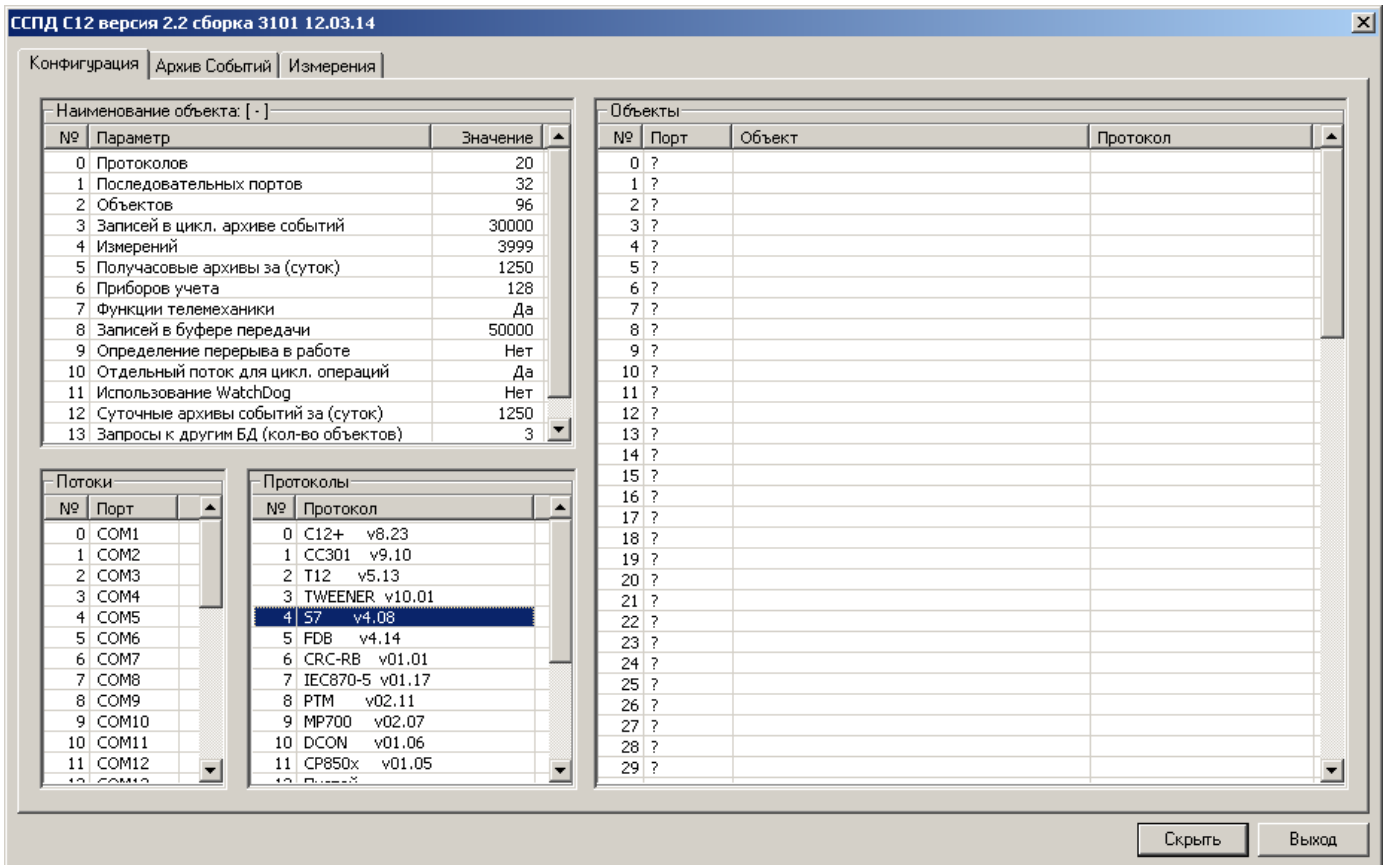 ССПД С12 версия 2.2 сборка 3101 12.03.14
Конфигурация Архив Событий Измерения
Наименование объекта: [ - ]
№ Параметр Значение
0 Протоколов 20
1 Последовательных портов 32
2 Объектов 96
3 Записей в цикл. архиве событий 30000
4 Измерений 3999
5 Получасовые архивы за (суток) 1250
6 Приборов учета 128
7 Функции телемеханики Да
8 Записей в буфере передачи 50000
9 Определение перерыва в работе Нет
10 Отдельный поток для цикл. операций Да
11 Использование WatchDog Нет
12 Суточные архивы событий за (суток) 1250
13 Запросы к другим БД (кол-во объектов) 3
Потоки
№ Порт
0 COM1
1 COM2
2 COM3
3 COM4
4 COM5
5 COM6
6 COM7
7 COM8
8 COM9
9 COM10
10 COM11
11 COM12
12 COM13
Протоколы
№ Протокол
0 C12+ v8.23
1 CC301 v9.10
2 T12 v5.13
3 TWEENER v10.01
4 S7 v4.08
5 FDB v4.14
6 CRC-RB v01.01
7 IEC870-5 v01.17
8 PTM v02.11
9 MP700 v02.07
10 DCON v01.06
11 CP850x v01.05
12 Пустой
Объекты
№ Порт Объект Протокол
0 ?
1 ?
2 ?
3 ?
4 ?
5 ?
6 ?
7 ?
8 ?
9 ?
10 ?
11 ?
12 ?
13 ?
14 ?
15 ?
16 ?
17 ?
18 ?
19 ?
20 ?
21 ?
22 ?
23 ?
24 ?
25 ?
26 ?
27 ?
28 ?
29 ?
Скрыть Выход